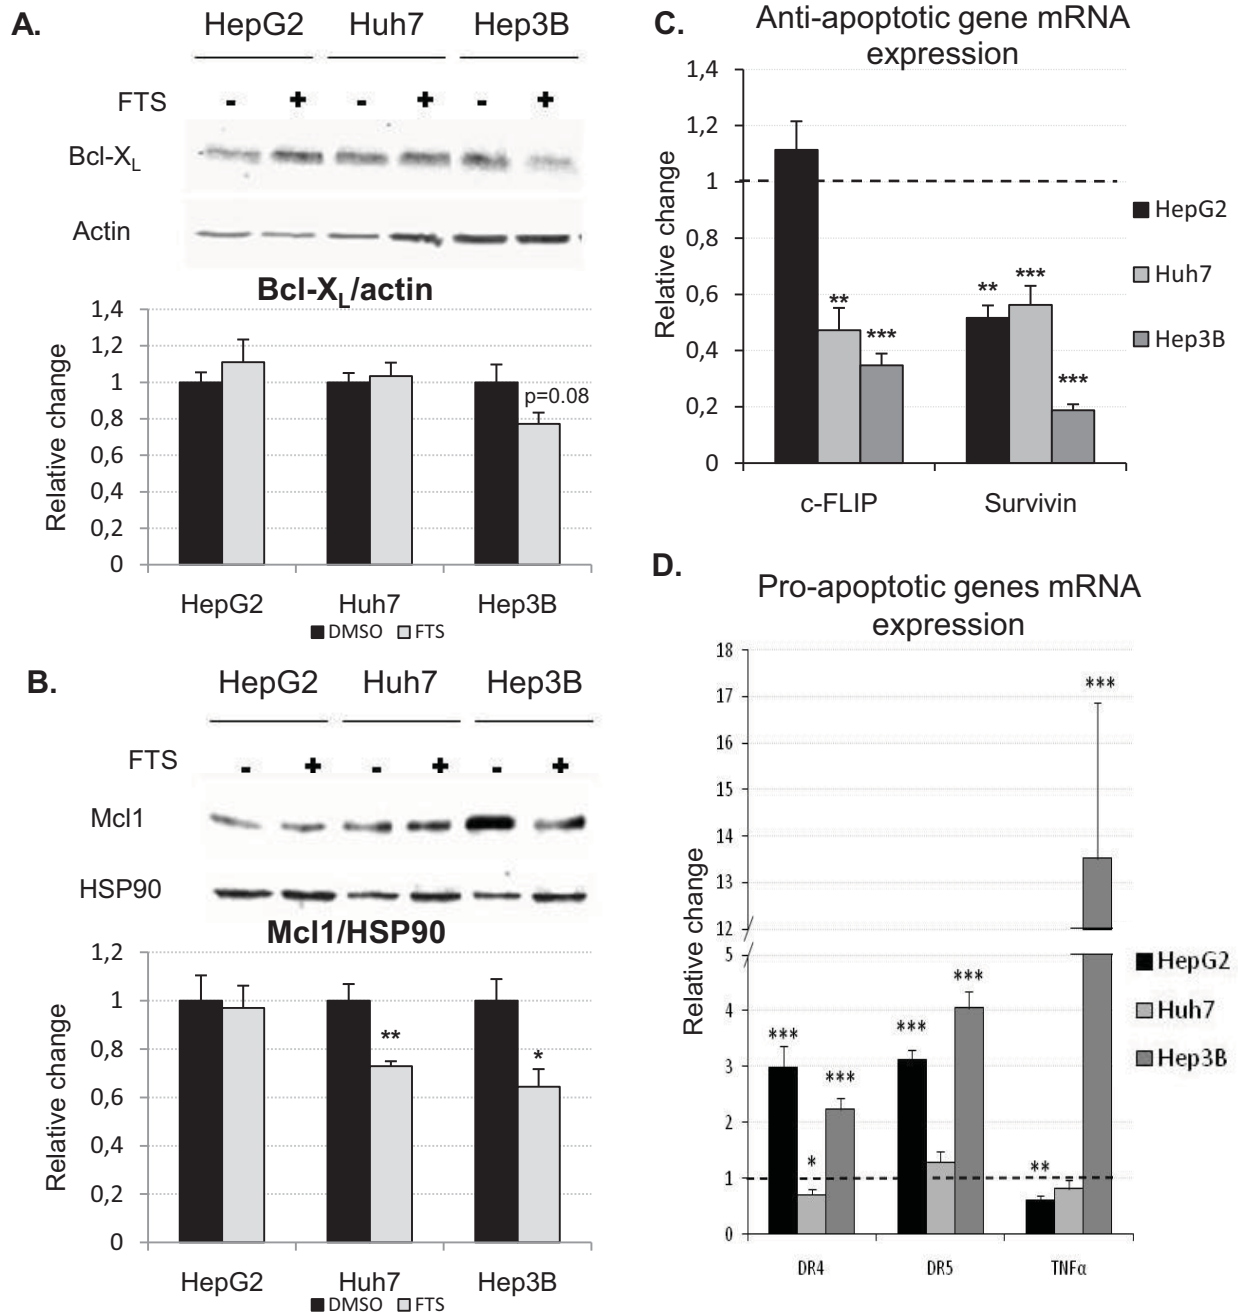 A.
HepG2 Huh7 Hep3B
FTS - + - + - +
Bcl-XL
Actin
Bcl-XL/actin
Relative change
1,4
1,2
1
0,8
0,6
0,4
0,2
0
p=0.08
HepG2 Huh7 Hep3B
DMSO FTS
B.
HepG2 Huh7 Hep3B
FTS - + - + - +
Mcl1
HSP90
Mcl1/HSP90
Relative change
1,2
1
0,8
0,6
0,4
0,2
0
**
*
HepG2 Huh7 Hep3B
DMSO FTS
C.
Anti-apoptotic gene mRNA
expression
Relative change
1,4
1,2
1
0,8
0,6
0,4
0,2
0
** *** ** *** ***
c-FLIP Survivin
HepG2
Huh7
Hep3B
D.
Pro-apoptotic genes mRNA
expression
Relative change
18
17
16
15
14
13
12
5
4
3
2
1
0
*** * *** *** *** ** ***
DR4 DR5 TNFα
HepG2
Huh7
Hep3B